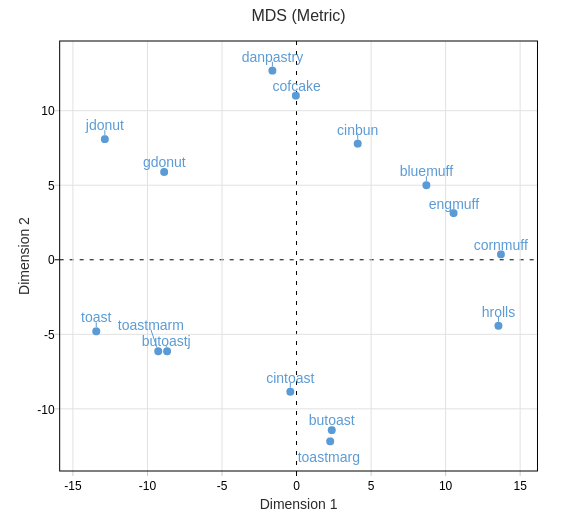 MDS (Metric)
danpastry
cofcake
10
jdonut
cinbun
gdonut
bluemuff
5
engmuff
cornmuff
0
Dimension 2
hrolls
toast
toastmarm
-5
butoastj
cintoast
-10
butoast
toastmarg
-15
-10
-5
0
5
10
15
Dimension 1